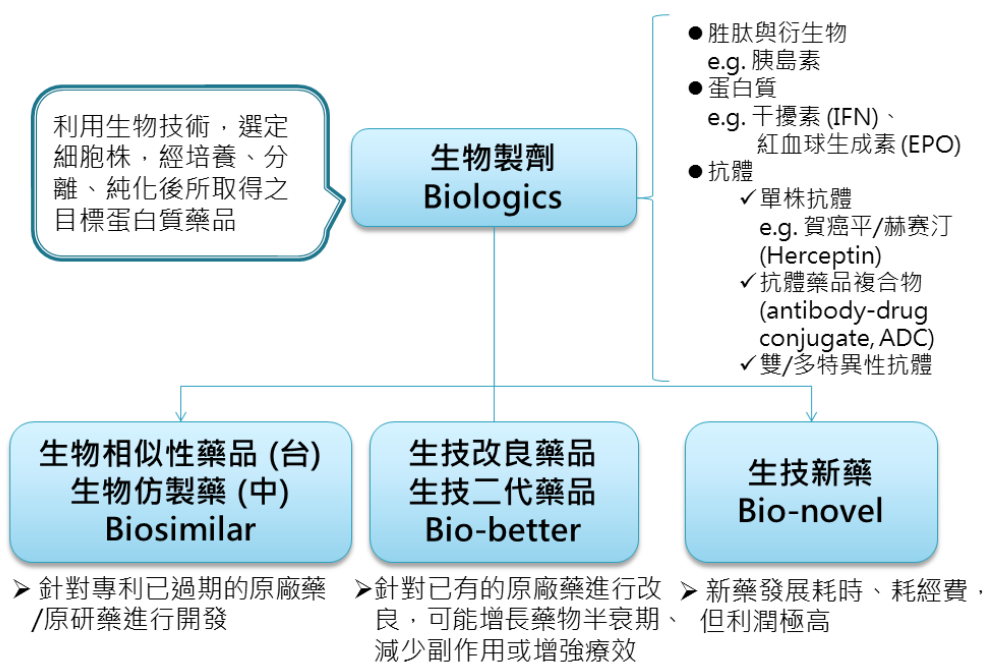 利用生物技術，選定
細胞株，經培養、分
離、純化後所取得之
目標蛋白質藥品
生物製劑
Biologics
●胜肽與衍生物
e.g. 胰島素
●蛋白質
e.g. 干擾素 (IFN)、
紅血球生成素 (EPO)
●抗體
✓單株抗體
e.g. 賀癌平/赫賽汀
(Herceptin)
✓抗體藥品複合物
(antibody-drug
conjugate, ADC)
✓雙/多特異性抗體
生物相似性藥品 (台)
生物仿製藥 (中)
Biosimilar
➢ 針對專利已過期的原廠藥
/原研藥進行開發
生技改良藥品
生技二代藥品
Bio-better
➢針對已有的原廠藥進行改
良，可能增長藥物半衰期、
減少副作用或增強療效
生技新藥
Bio-novel
➢ 新藥發展耗時、耗經費，
但利潤極高